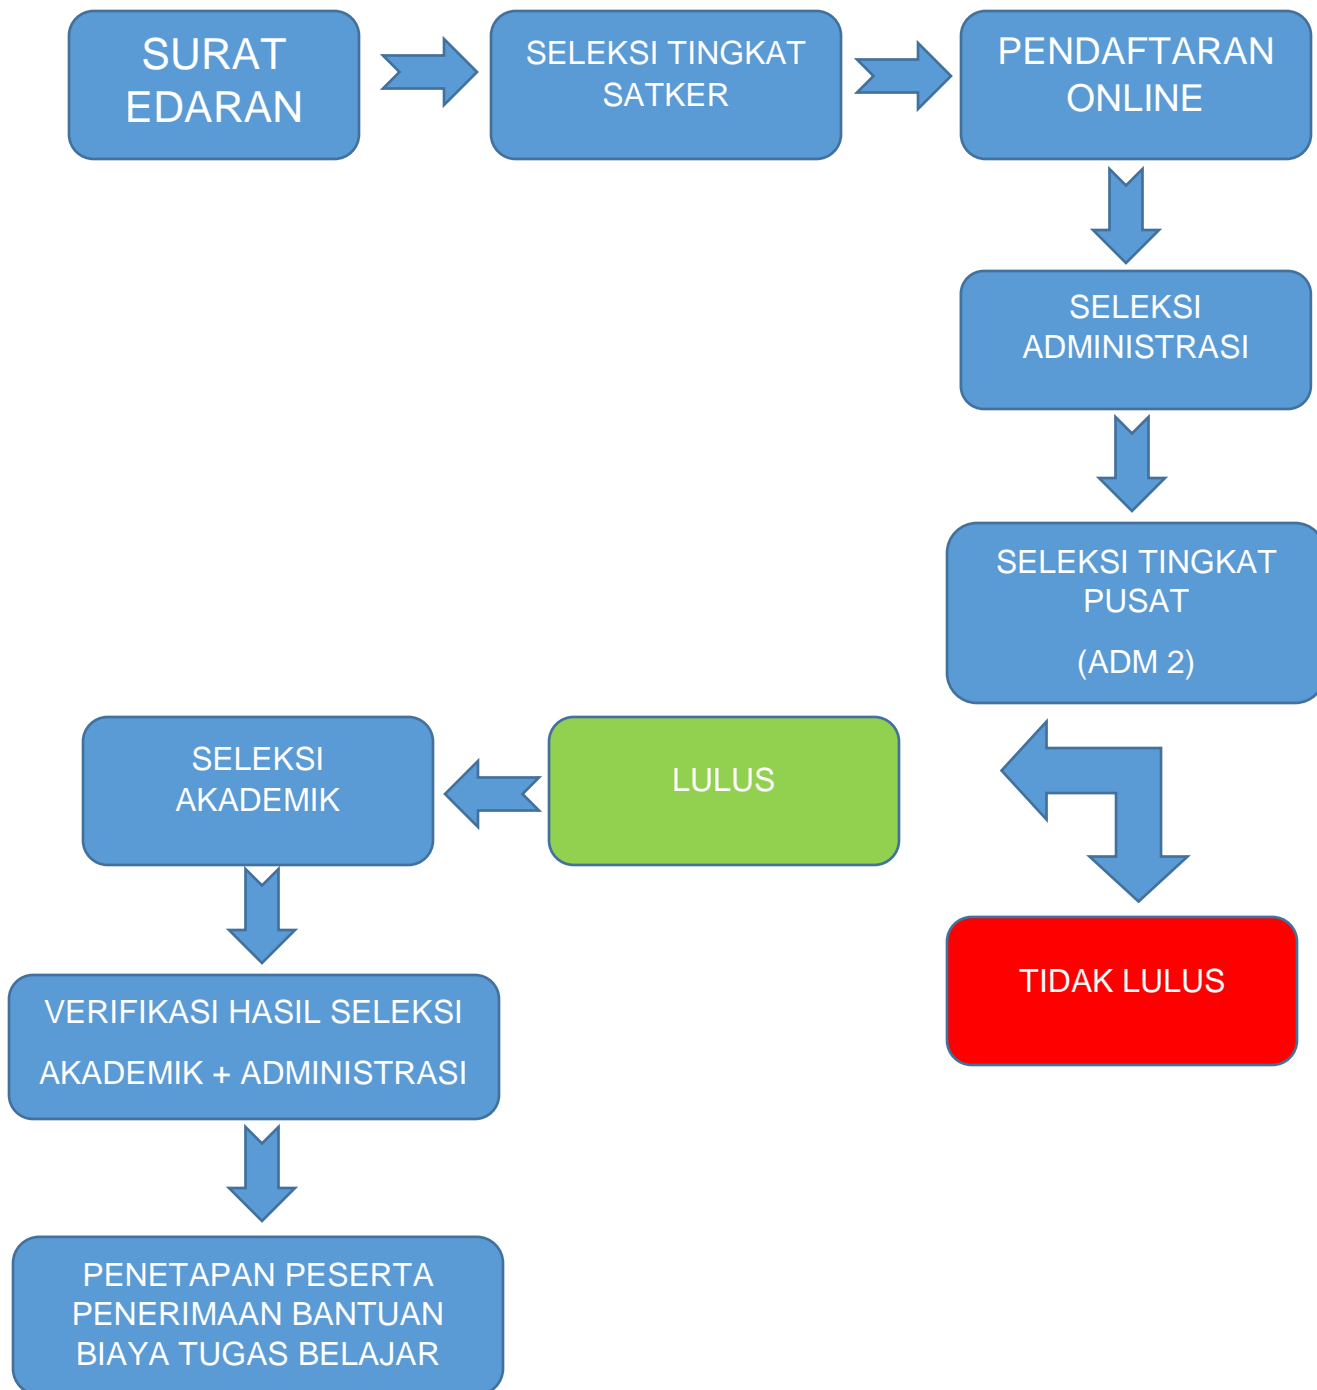 SURAT
EDARAN
SELEKSI TINGKAT
SATKER
PENDAFTARAN
ONLINE
SELEKSI
ADMINISTRASI
SELEKSI TINGKAT
PUSAT
(ADM 2)
LULUS
SELEKSI
AKADEMIK
TIDAK LULUS
VERIFIKASI HASIL SELEKSI
AKADEMIK + ADMINISTRASI
PENETAPAN PESERTA
PENERIMAAN BANTUAN
BIAYA TUGAS BELAJAR